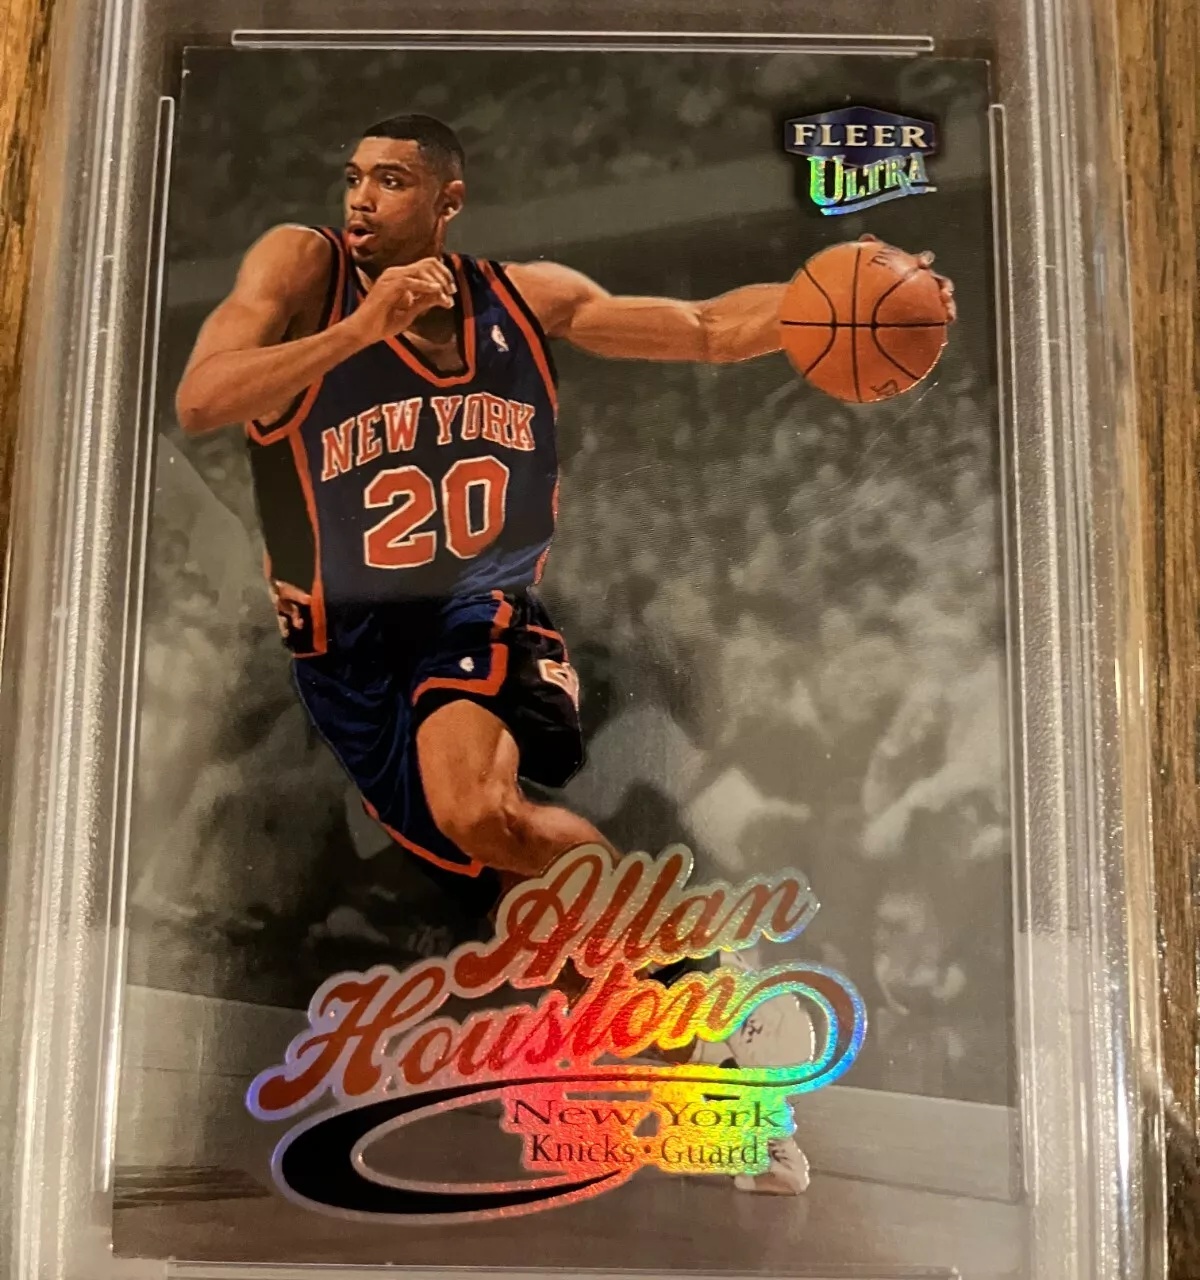 FLEER
ULTRA
NEW YORK
20
Allan
Houston
New York
Knicks • Guard